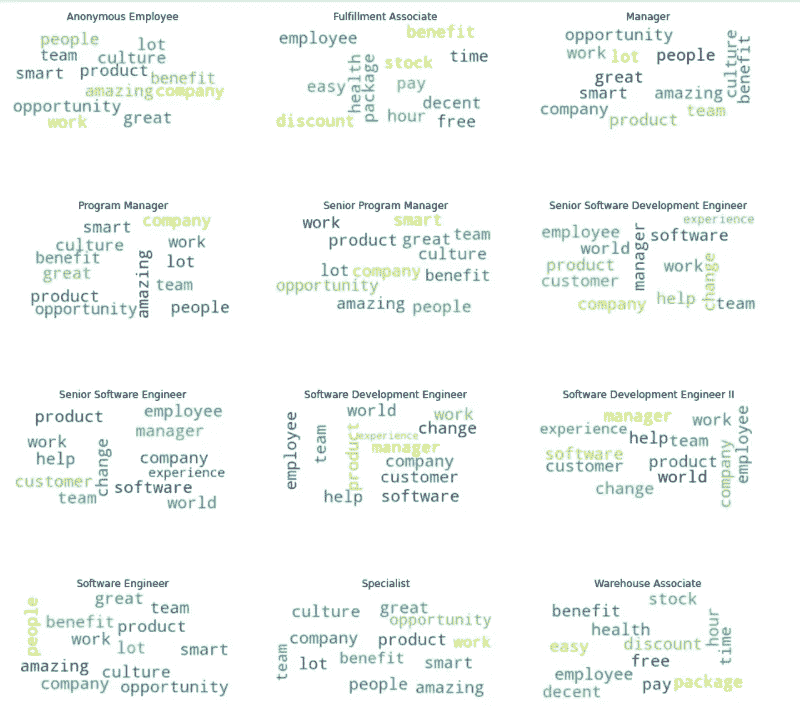 Anonymous Employee
people
lot
team
culture
smart
product
benefit
amazing
company
opportunity
work
great
Fulfillment Associate
benefit
employee
time
stock
health
package
easy
pay
decent
discount
hour
free
Manager
opportunity
work
lot
people
culture
benefit
great
smart
amazing
company
team
product
Program Manager
company
smart
culture
work
benefit
lot
great
amazing
team
product
opportunity
people
Senior Program Manager
work
smart
product
great
team
culture
lot
company
benefit
opportunity
amazing
people
Senior Software Development Engineer
experience
employee
software
world
manager
product
work
customer
change
company
help
team
Senior Software Engineer
product
employee
manager
work
help
change
company
experience
customer
software
team
world
Software Development Engineer
world
work
employee
team
change
product
experience
manager
company
customer
help
software
Software Development Engineer II
manager
work
employee
experience
help
team
software
customer
product
world
company
change
Software Engineer
great
team
people
benefit
product
work
lot
smart
amazing
culture
company
opportunity
Specialist
culture
great
opportunity
company
product
work
team
lot
benefit
smart
people
amazing
Warehouse Associate
stock
benefit
health
hour
time
easy
discount
free
employee
pay
package
decent